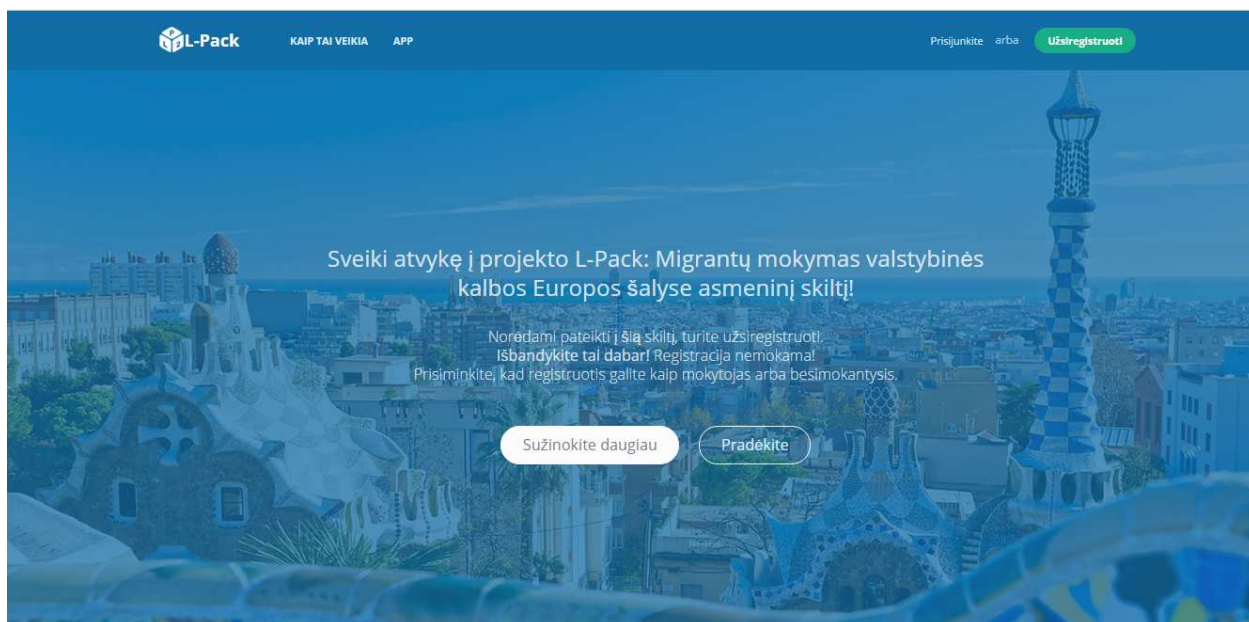 L-Pack
KAIP TAI VEIKIA APP
Prisijunkite arba Užsiregistruoti
Sveiki atvykę į projekto L-Pack: Migrantų mokymas valstybinės
kalbos Europos šalyse asmeninį skiltį!
Norėdami pateikti į šią skiltį, turite užsiregistruoti.
Išbandykite tai dabar! Registracija nemokama!
Prisiminkite, kad registruotis galite kaip mokytojas arba besimokantysis.
Sužinokite daugiau Pradėkite